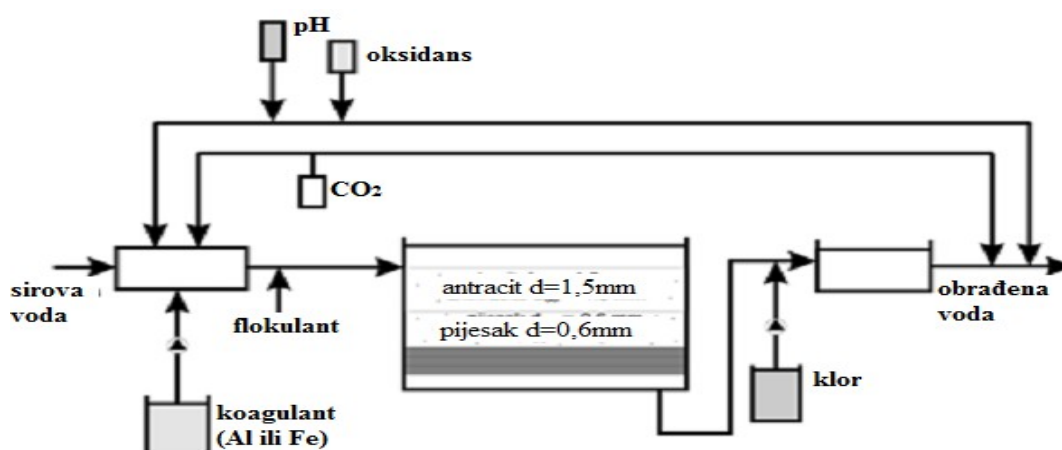 pH
oksidans
CO₂
sirova
voda
flokulant
antracit d=1,5mm
pijesak d=0,6mm
obrađena
voda
klor
koagulant
(Al ili Fe)